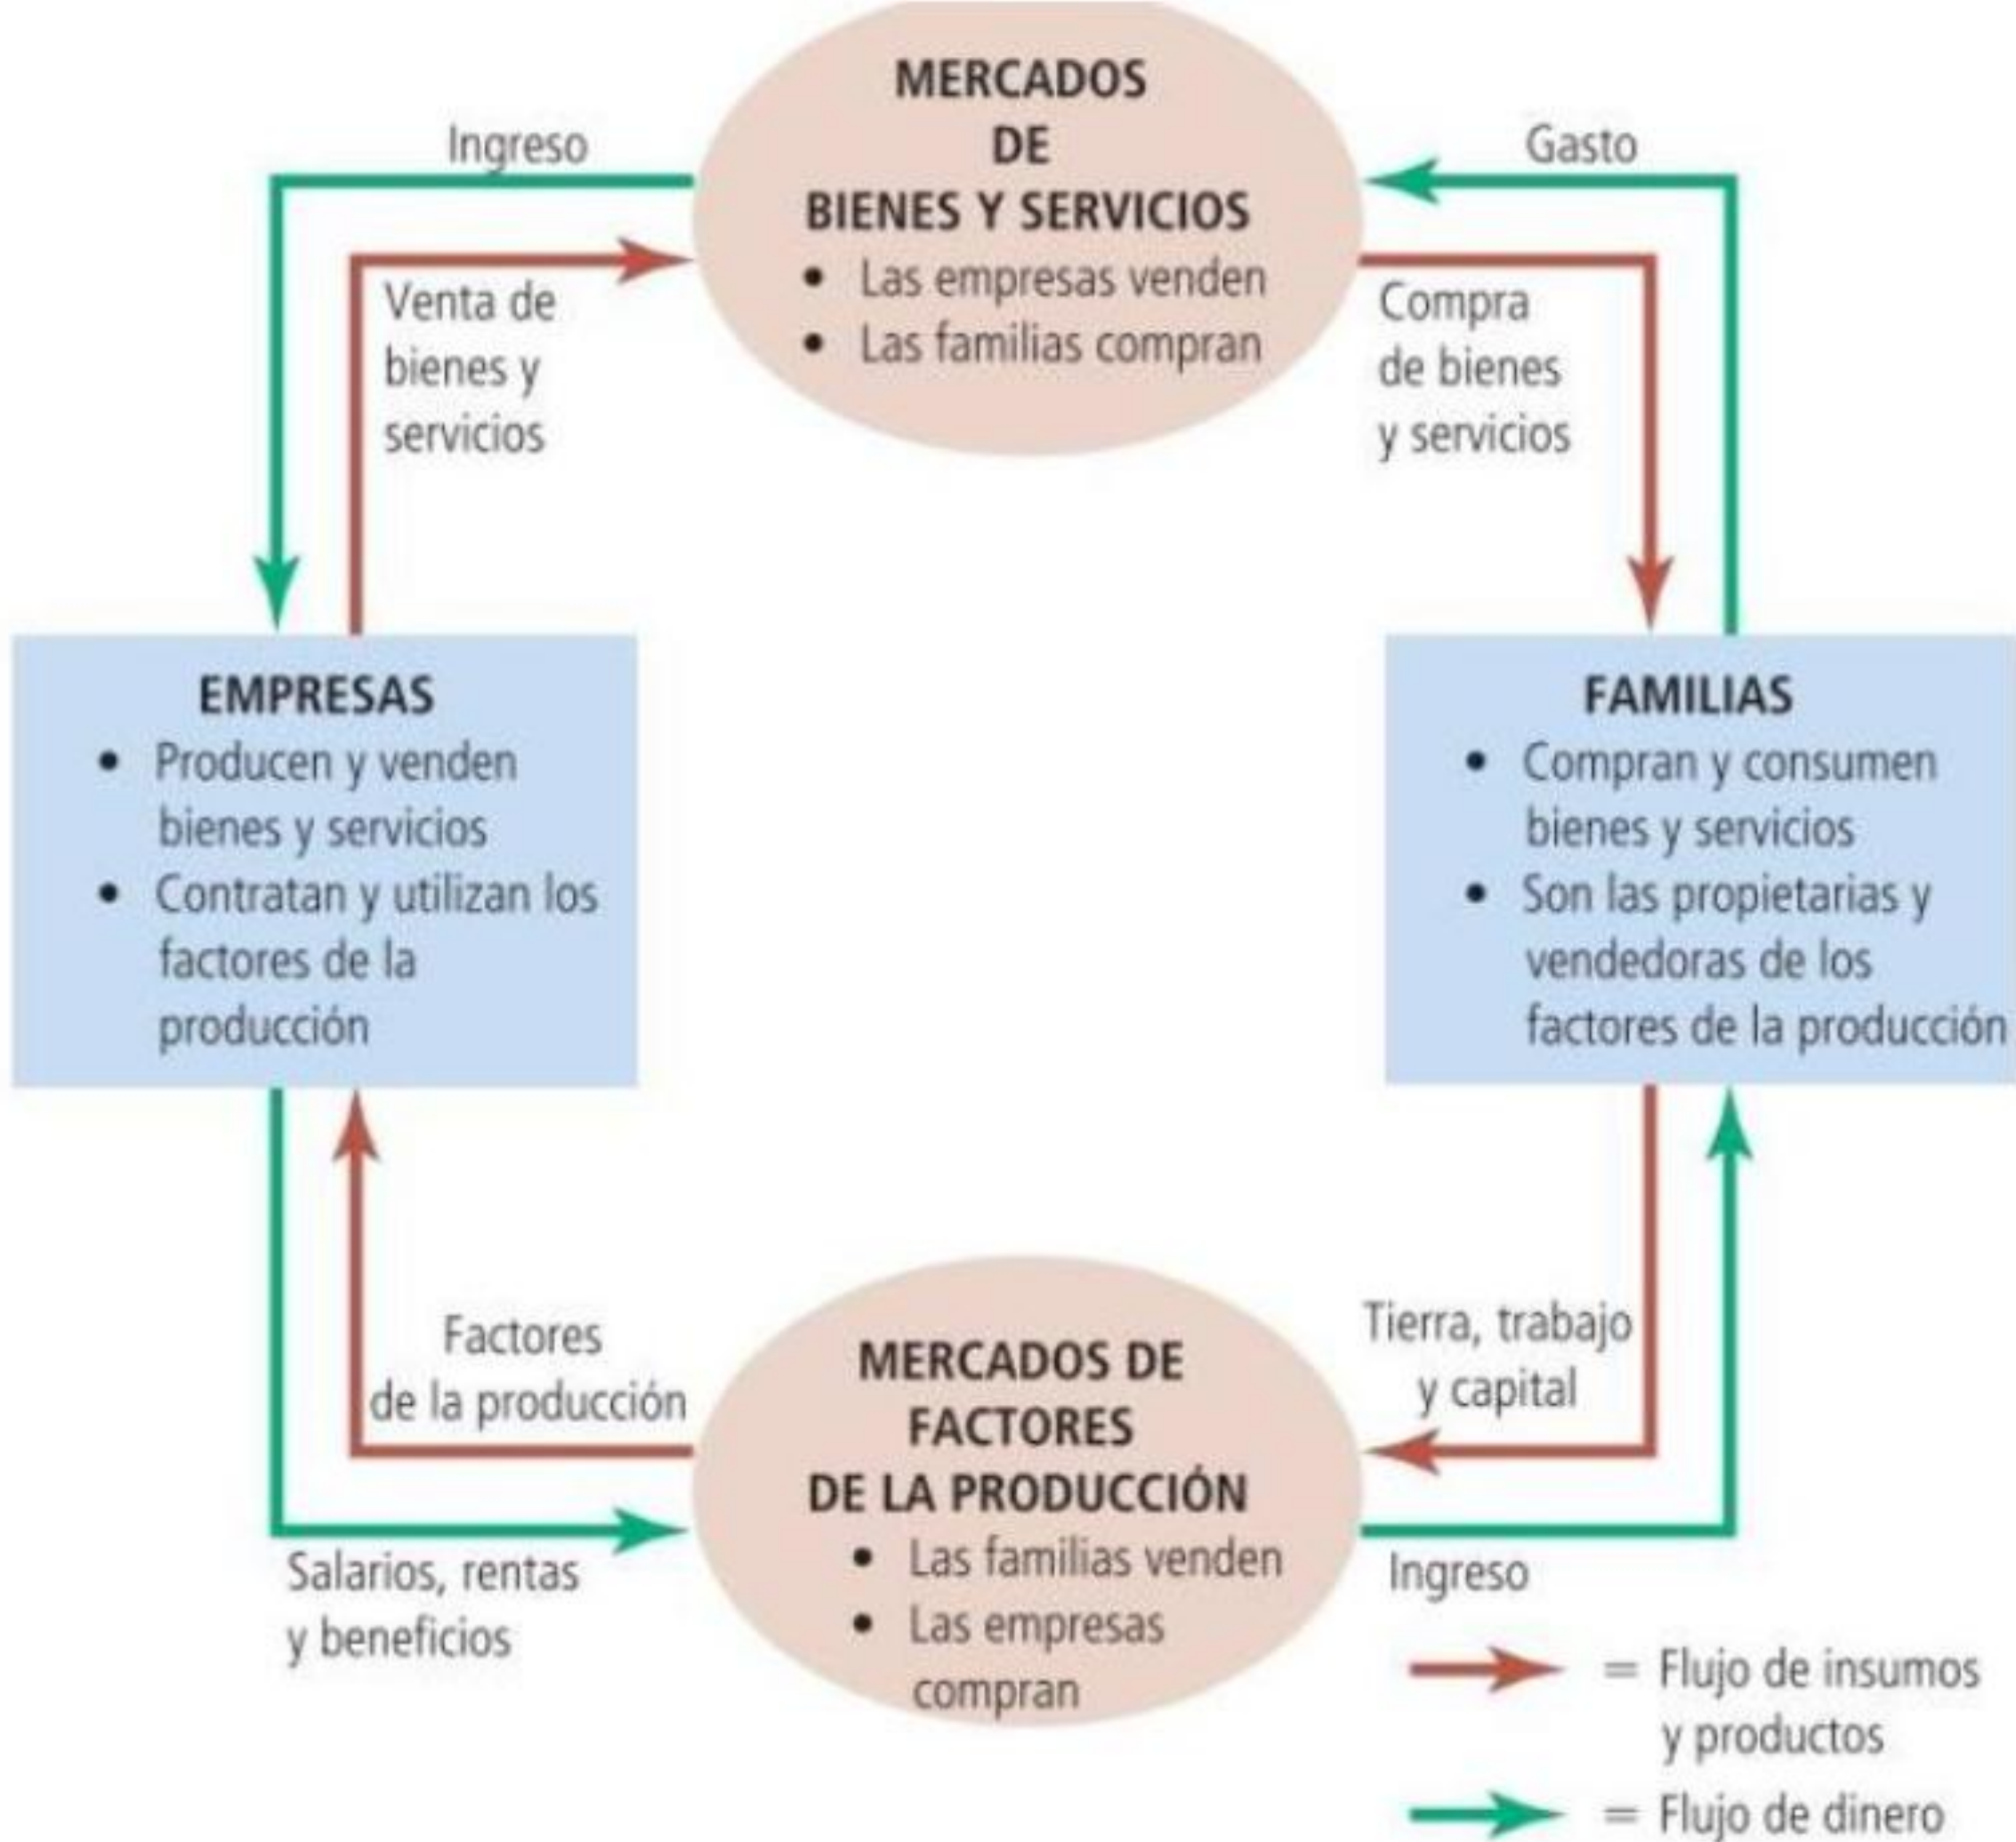 MERCADOS
DE
BIENES Y SERVICIOS
• Las empresas venden
• Las familias compran
Ingreso
Gasto
Venta de
bienes y
servicios
Compra
de bienes
y servicios
EMPRESAS
• Producen y venden
bienes y servicios
• Contratan y utilizan los
factores de la
producción
FAMILIAS
• Compran y consumen
bienes y servicios
• Son las propietarias y
vendedoras de los
factores de la producción
Factores
de la producción
Tierra, trabajo
y capital
MERCADOS DE
FACTORES
DE LA PRODUCCIÓN
• Las familias venden
• Las empresas
compran
Salarios, rentas
y beneficios
Ingreso
= Flujo de insumos
y productos
= Flujo de dinero